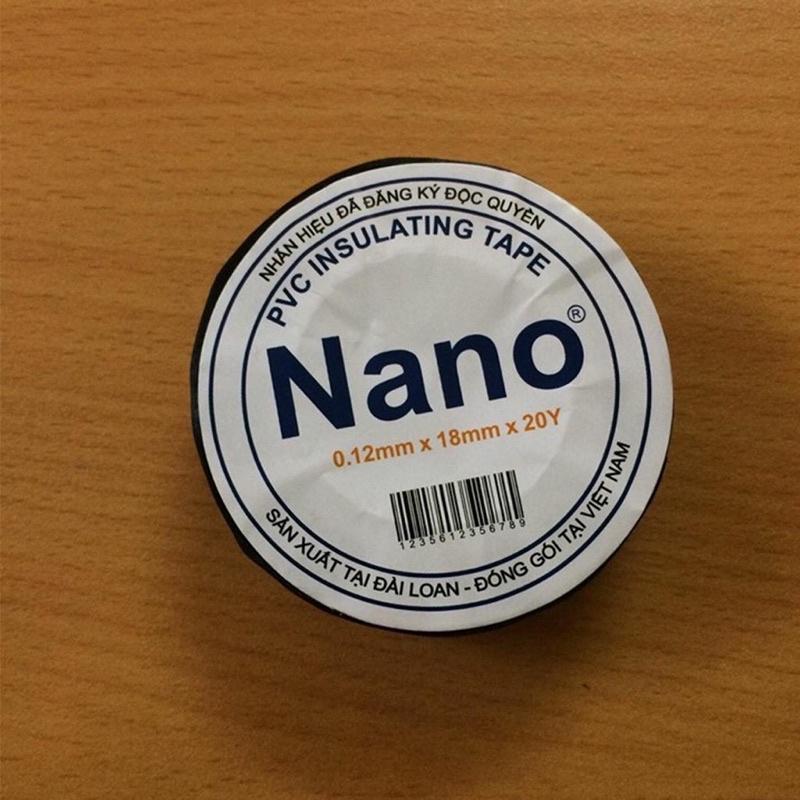 NHÃN HIỆU ĐÃ ĐĂNG KÝ ĐỘC QUYỀN
PVC INSULATING TAPE
Nano®
0.12mm x 18mm x 20Y
1235612356789
SẢN XUẤT TẠI ĐÀI LOAN - ĐÓNG GÓI TẠI VIỆT NAM